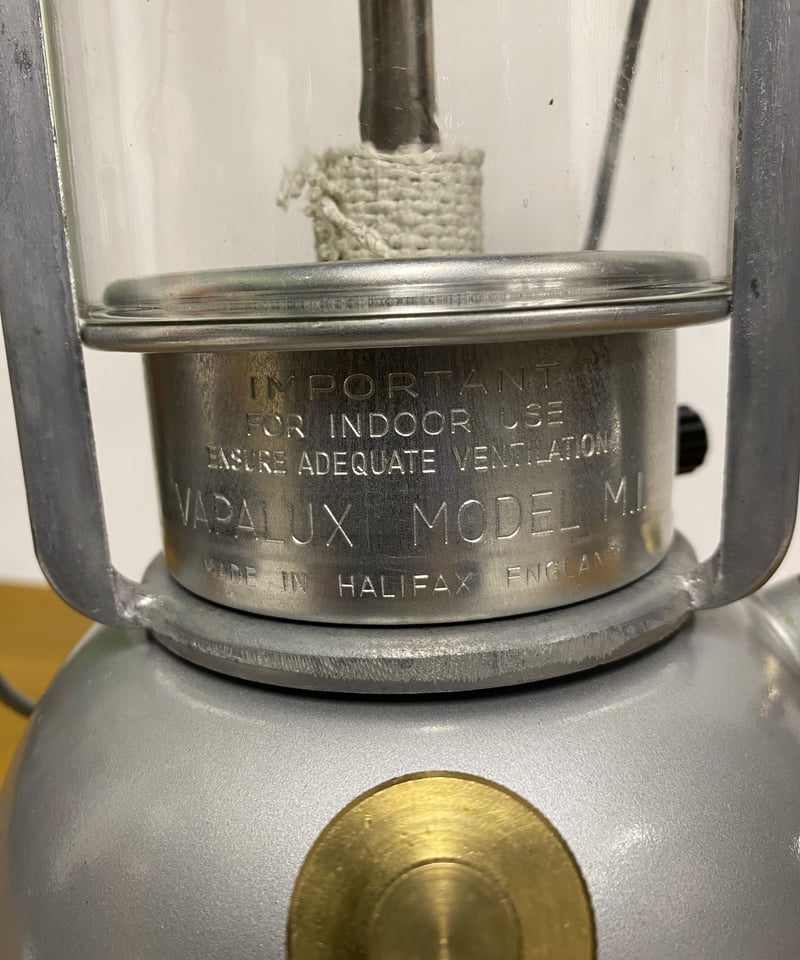 IMPORTANT
FOR INDOOR USE
ENSURE ADEQUATE VENTILATION
VAPALUX MODEL M.1.
MADE IN HALIFAX ENGLAND